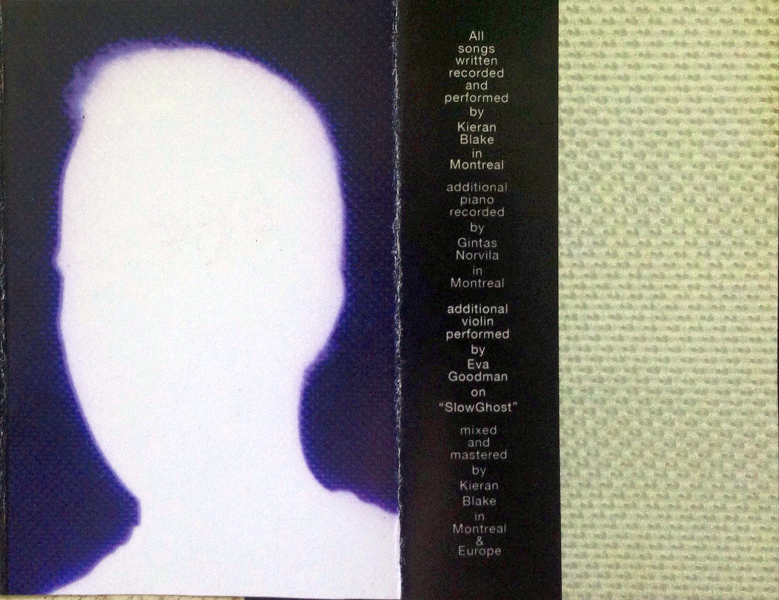 All
songs
written
recorded
and
performed
by
Kieran
Blake
in
Montreal
additional
piano
recorded
by
Gintas
Norvila
in
Montreal
additional
violin
performed
by
Eva
Goodman
on
“SlowGhost”
mixed
and
mastered
by
Kieran
Blake
in
Montreal
&
Europe